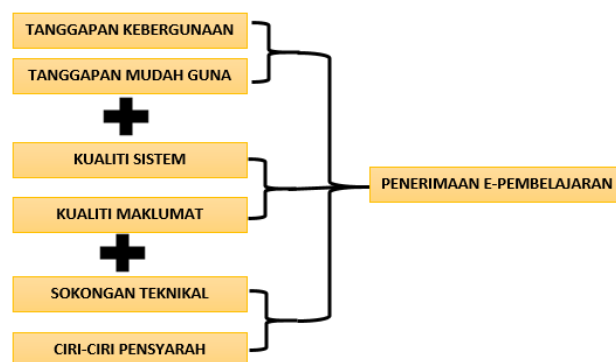 TANGGAPAN KEBERGUNAAN
TANGGAPAN MUDAH GUNA
KUALITI SISTEM
KUALITI MAKLUMAT
SOKONGAN TEKNIKAL
CIRI-CIRI PENSYARAH
PENERIMAAN E-PEMBELAJARAN